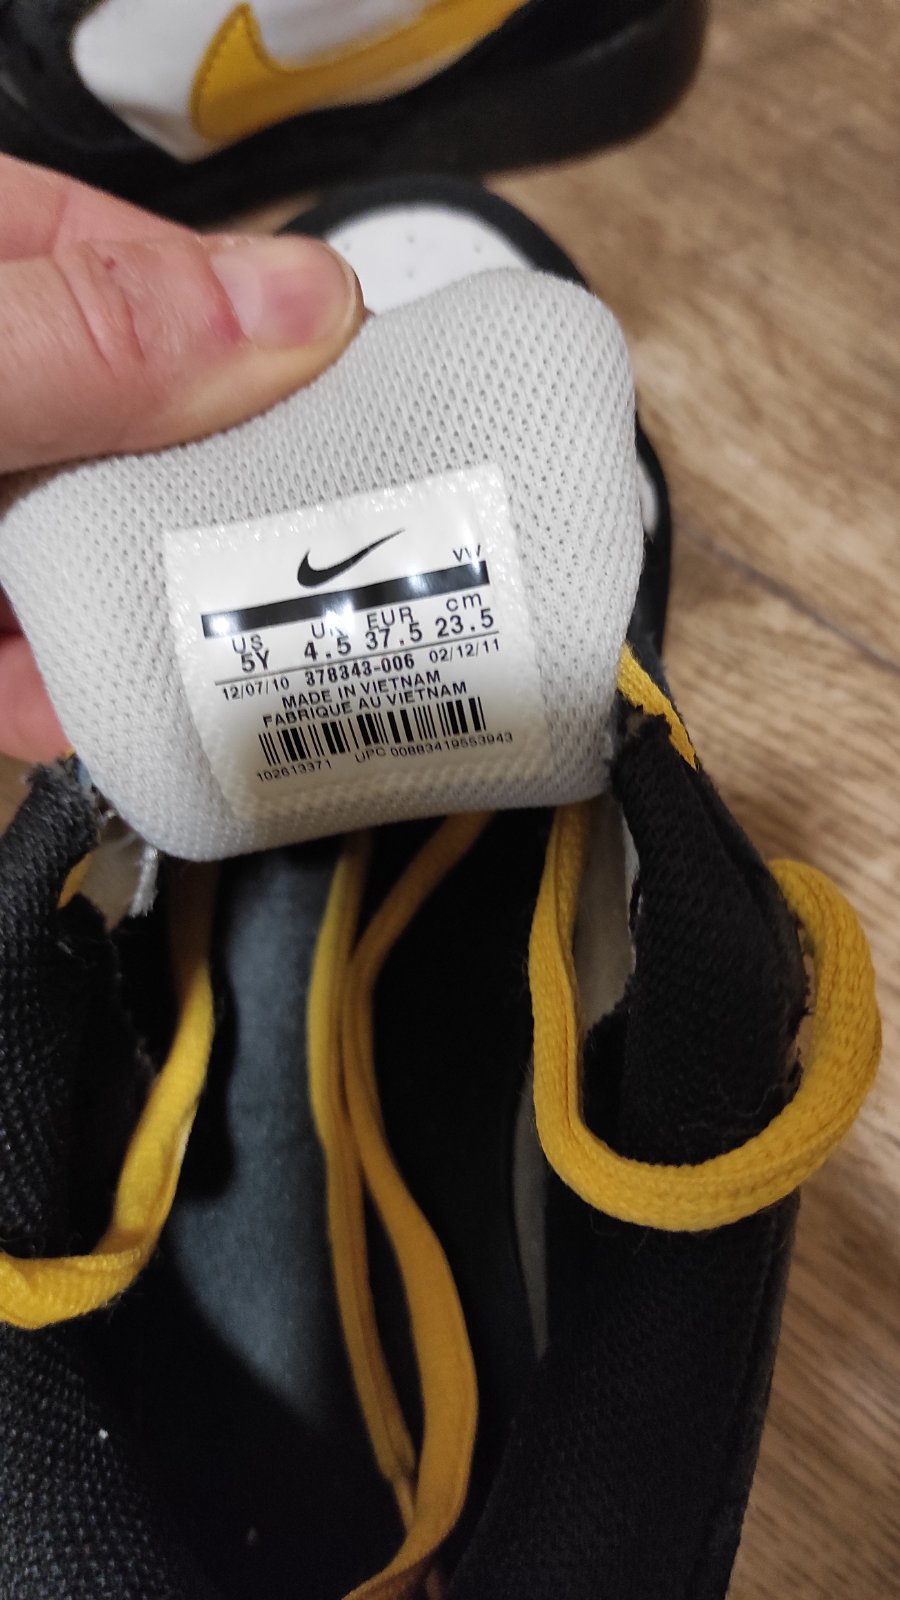 VW
US EUR cm
5Y 4.5 37.5 23.5
12/07/10 378343-006 02/12/11
MADE IN VIETNAM
FABRIQUE AU VIETNAM
102613371 UPC 00883419553943